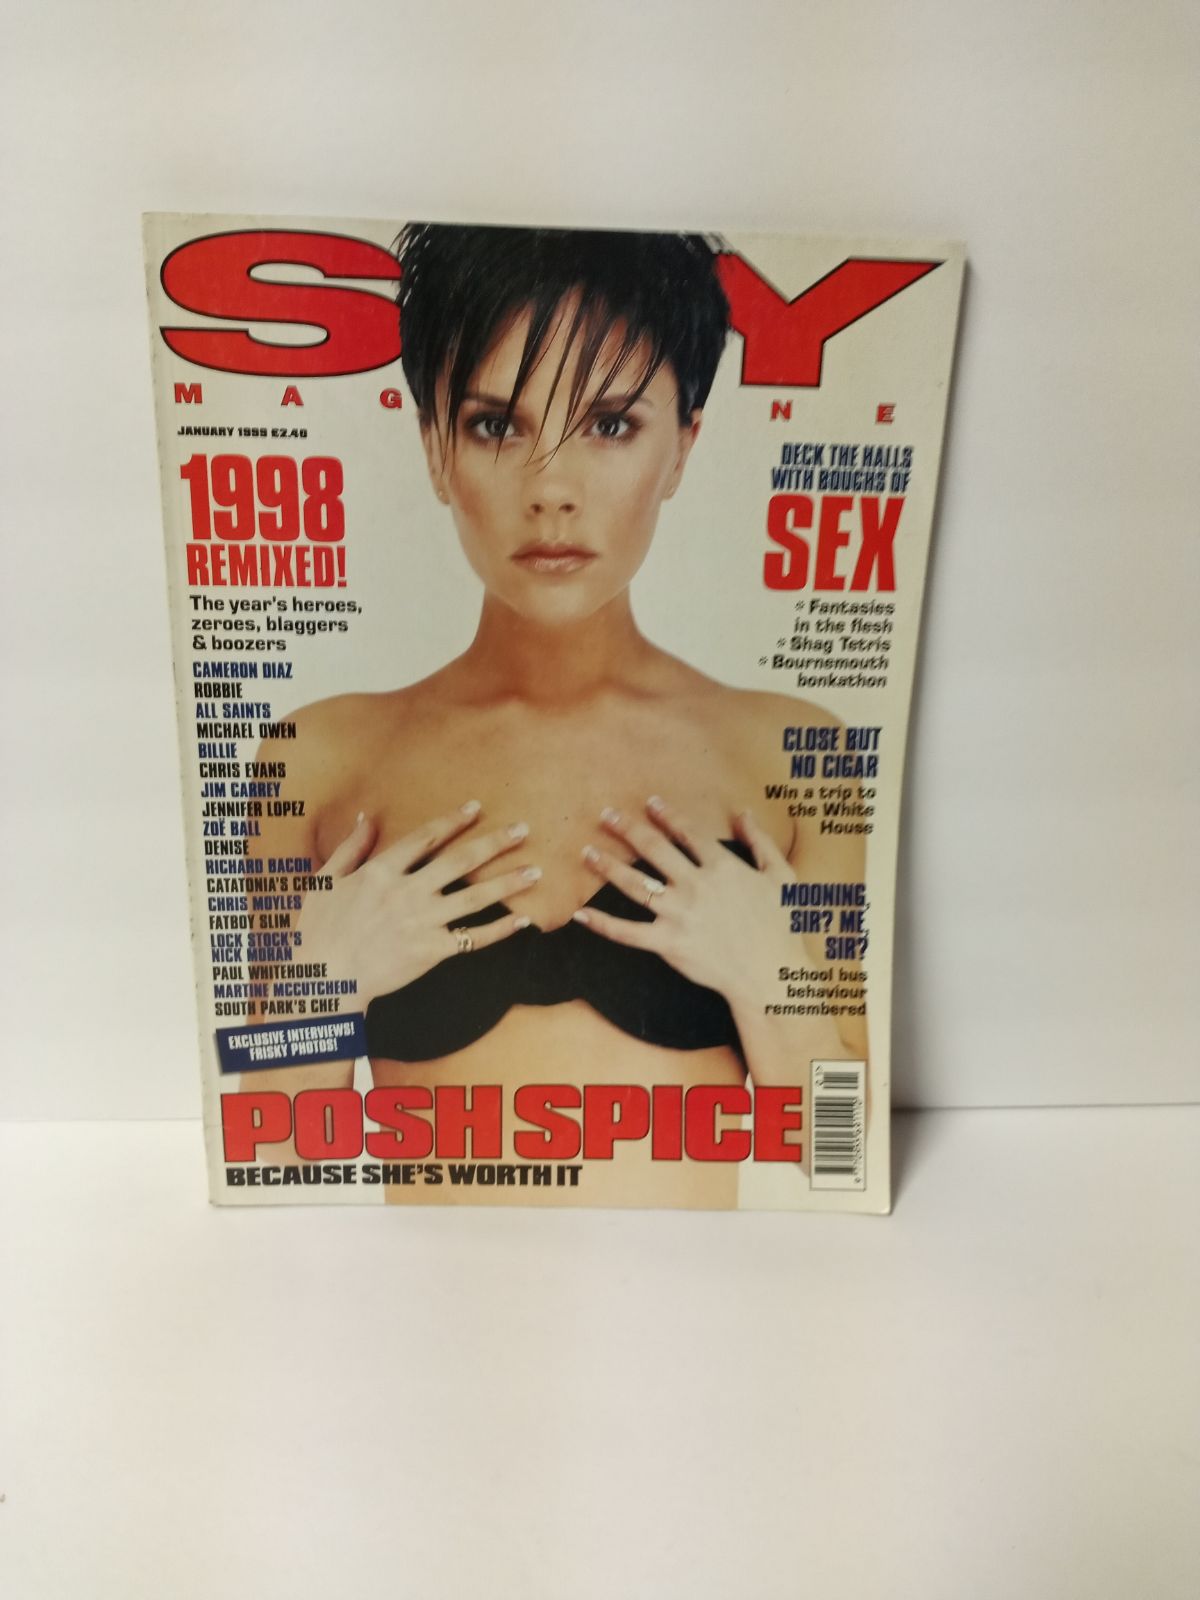 S Y
M A G N E
JANUARY 1999 £2.40
1998
REMIXED!
The year's heroes,
zeroes, blaggers
& boozers
CAMERON DIAZ
ROBBIE
ALL SAINTS
MICHAEL OWEN
BILLIE
CHRIS EVANS
JIM CARREY
JENNIFER LOPEZ
ZOË BALL
DENISE
RICHARD BACON
CATATONIA'S CERYS
CHRIS MOYLES
FATBOY SLIM
LOCK STOCK'S
NICK MORAN
PAUL WHITEHOUSE
MARTINE MCCUTCHEON
SOUTH PARK'S CHEF
EXCLUSIVE INTERVIEWS!
FRISKY PHOTOS!
DECK THE HALLS
WITH BOUGHS OF
SEX
* Fantasies
in the flesh
* Shag Tetris
* Bournemouth
bonkathon
CLOSE BUT
NO CIGAR
Win a trip to
the White
House
MOONING,
SIR? ME,
SIR?
School bus
behaviour
remembered
POSH SPICE
BECAUSE SHE'S WORTH IT